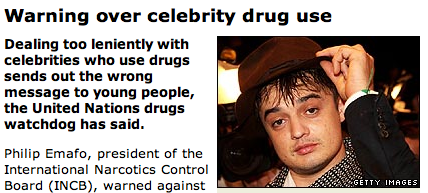 Warning over celebrity drug use
Dealing too leniently with
celebrities who use drugs
sends out the wrong
message to young people,
the United Nations drugs
watchdog has said.
Philip Emafo, president of the
International Narcotics Control
Board (INCB), warned against
GETTY IMAGES